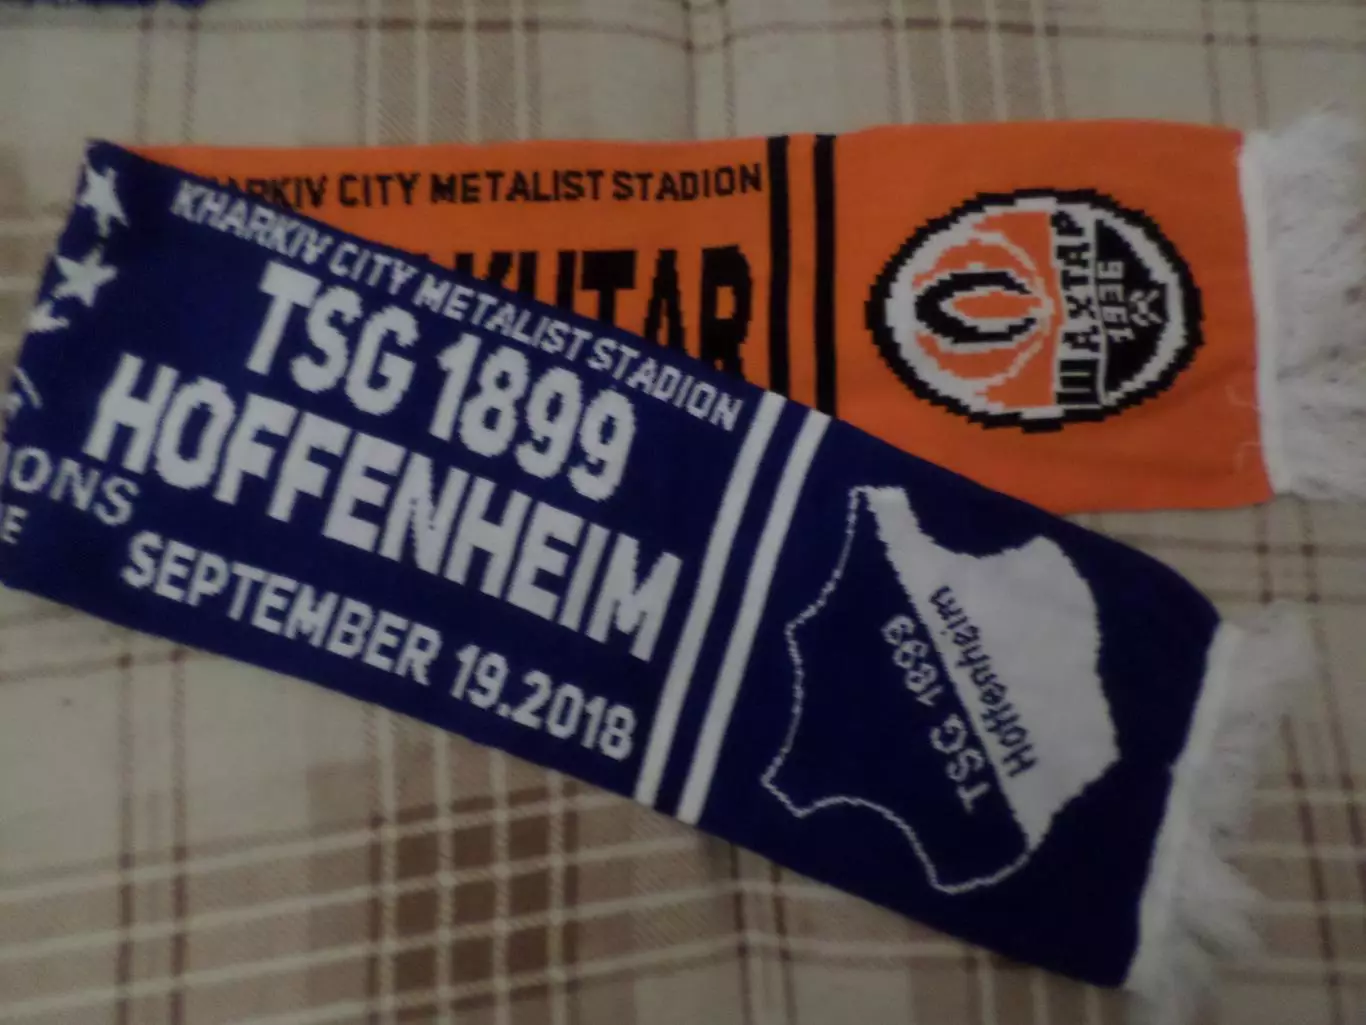 KHARKIV CITY METALIST STADION
KHTAR
ШАХТАР
1936
KHARKIV CITY METALIST STADION
TSG 1899
HOFFENHEIM
SEPTEMBER 19.2018
IONS
E
TSG 1899
Hoffenheim